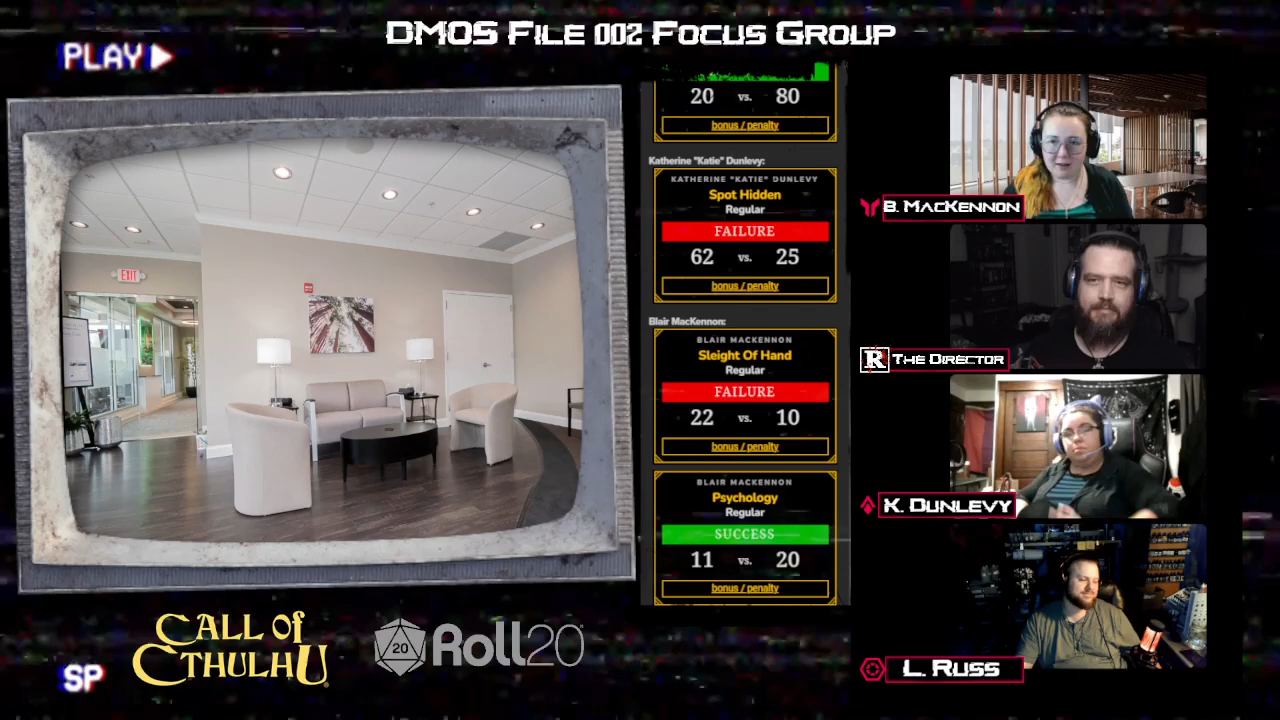 DMOS File 002 Focus Group
PLAY
EXIT
20 vs. 80
bonus / penalty
Katherine "Katie" Dunlevy:
KATHERINE "KATIE" DUNLEVY
Spot Hidden
Regular
FAILURE
62 vs. 25
bonus / penalty
Blair MacKennon:
BLAIR MACKENNON
Sleight Of Hand
Regular
FAILURE
22 vs. 10
bonus / penalty
BLAIR MACKENNON
Psychology
Regular
SUCCESS
11 vs. 20
bonus / penalty
B. MacKennon
R The Director
K. Dunlevy
L. Russ
CALL of
CTHULHU
20 Roll20
SP